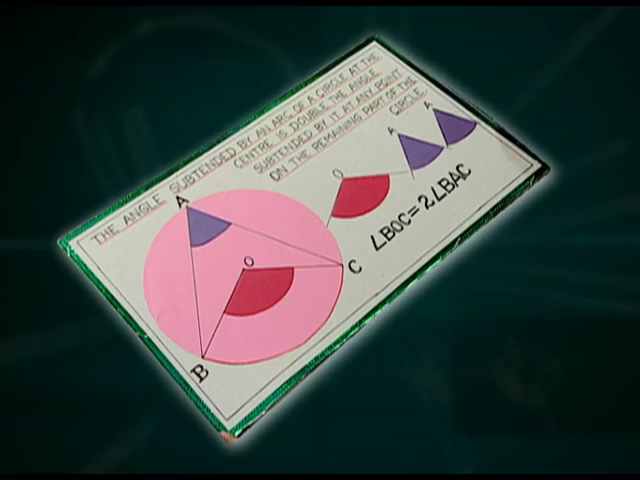 THE ANGLE SUBTENDED BY AN ARC OF A CIRCLE AT THE
CENTRE IS DOUBLE THE ANGLE
SUBTENDED BY IT AT ANY POINT
ON THE REMAINING PART OF THE
CIRCLE
A
O
B
C
O
A
A
∠BOC=2∠BAC